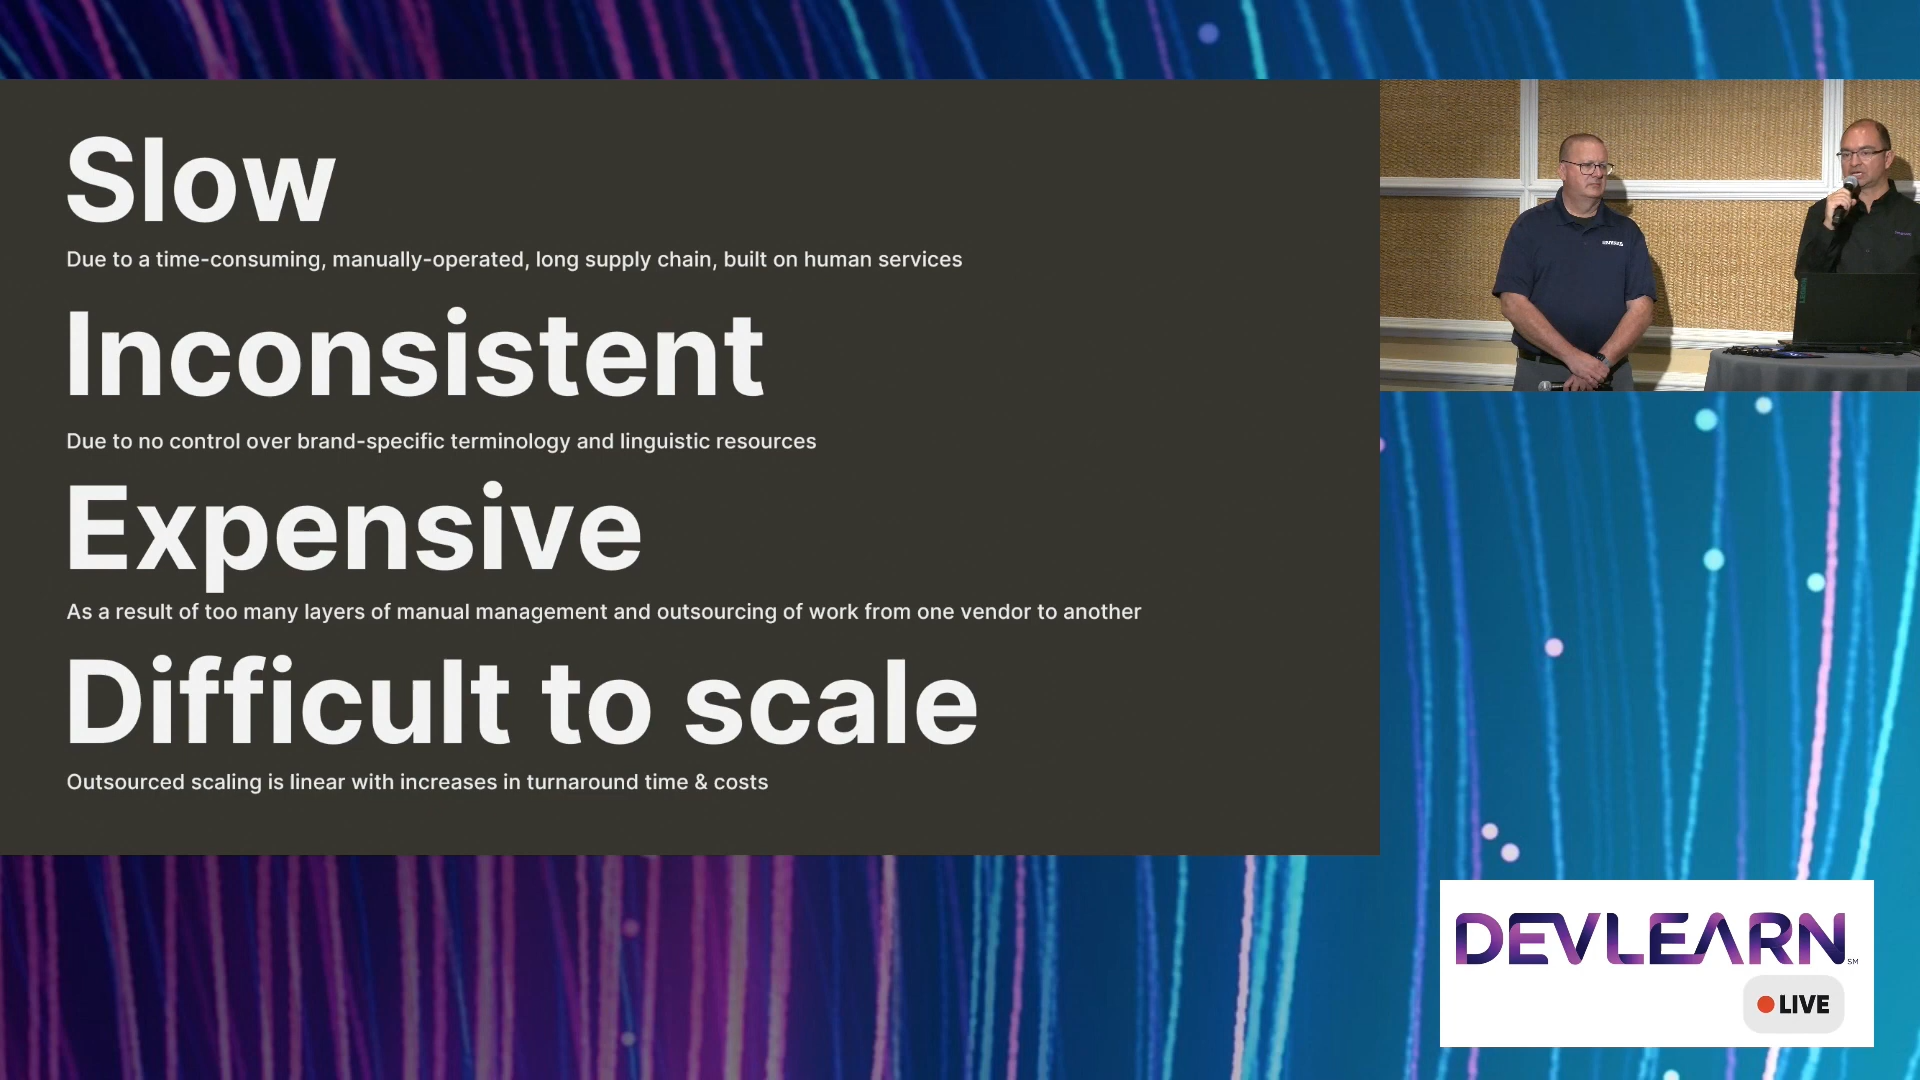 Slow
Due to a time-consuming, manually-operated, long supply chain, built on human services
Inconsistent
Due to no control over brand-specific terminology and linguistic resources
Expensive
As a result of too many layers of manual management and outsourcing of work from one vendor to another
Difficult to scale
Outsourced scaling is linear with increases in turnaround time & costs
DEVLEARN SM
LIVE